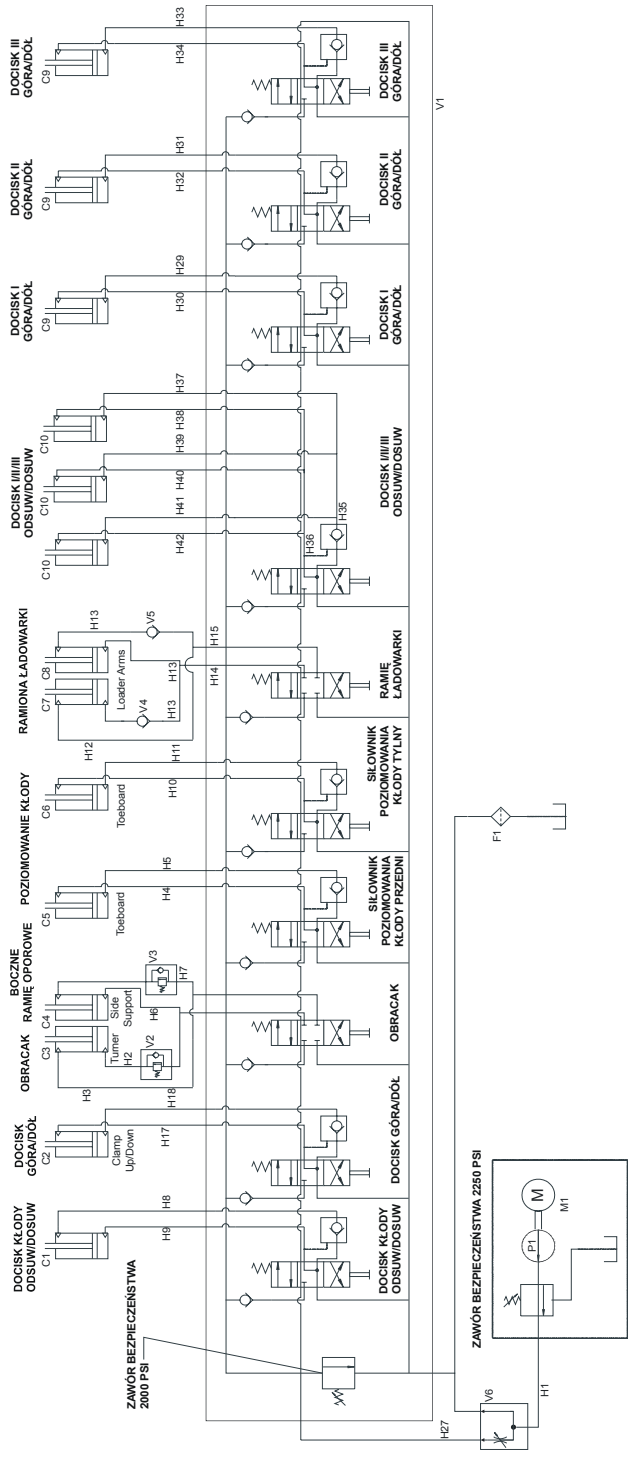 DOCISK KŁODY
ODSUW/DOSUW
C1
H9
H8
DOCISK
GÓRA/DÓŁ
C2
Clamp
Up/Down
H17
OBRACAK
BOCZNE
RAMIĘ OPOROWE
C3
C4
Turner
Side
Support
H3
H2
V2
H18
H6
V3
H7
POZIOMOWANIE KŁODY
C5
Toeboard
H4
H5
C6
Toeboard
H10
RAMIONA ŁADOWARKI
C7
C8
Loader Arms
H12
H11
V4
H13
H13
H13
V5
H14
H15
DOCISK I/II/III
ODSUW/DOSUW
C10
C10
C10
H42
H41
H40
H39
H38
H37
H36
H35
DOCISK I
GÓRA/DÓŁ
C9
H30
H29
DOCISK II
GÓRA/DÓŁ
C9
H32
H31
DOCISK III
GÓRA/DÓŁ
C9
H34
H33
ZAWÓR BEZPIECZEŃSTWA
2000 PSI
DOCISK KŁODY
ODSUW/DOSUW
DOCISK GÓRA/DÓŁ
OBRACAK
SIŁOWNIK
POZIOMOWANIA
KŁODY PRZEDNI
SIŁOWNIK
POZIOMOWANIA
KŁODY TYLNY
RAMIĘ
ŁADOWARKI
DOCISK I/II/III
ODSUW/DOSUW
DOCISK I
GÓRA/DÓŁ
DOCISK II
GÓRA/DÓŁ
DOCISK III
GÓRA/DÓŁ
V1
H27
V6
H1
ZAWÓR BEZPIECZEŃSTWA 2250 PSI
P1
M
M1
F1